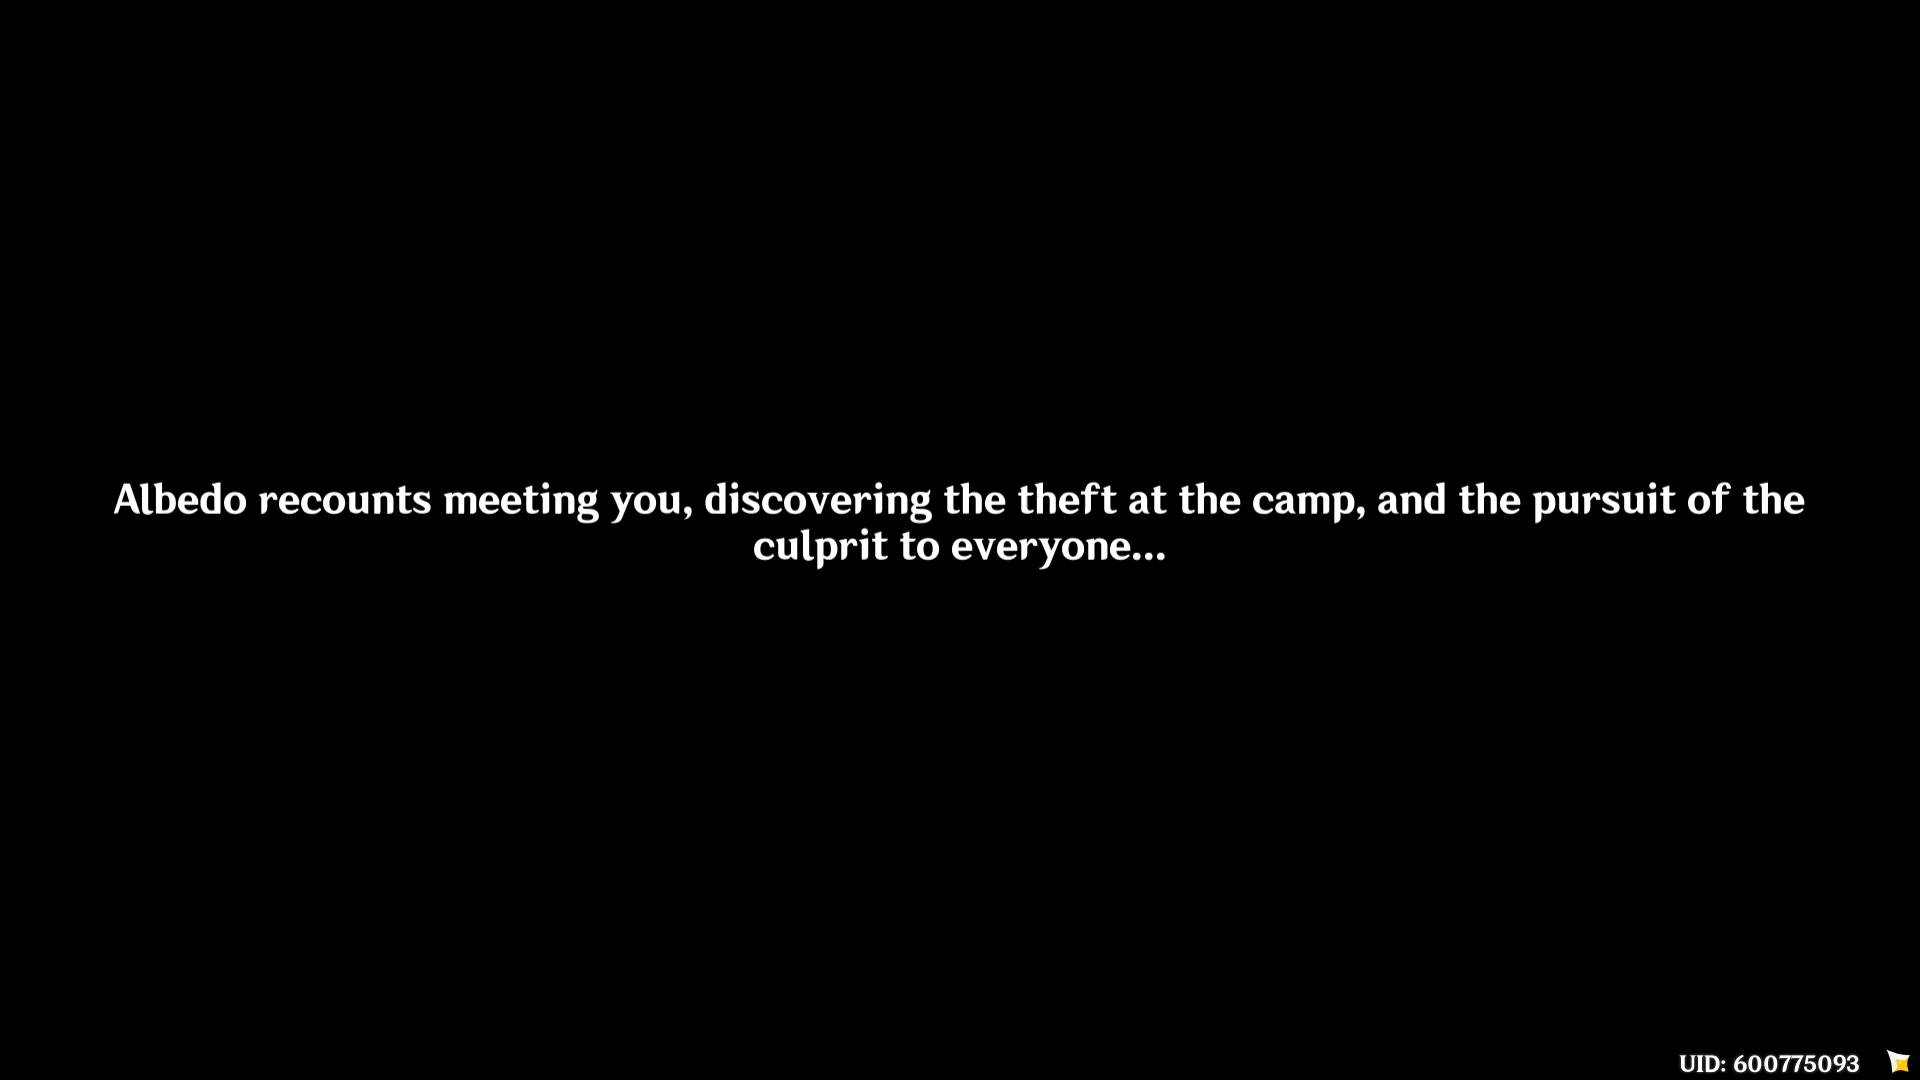 Albedo recounts meeting you, discovering the theft at the camp, and the pursuit of the
culprit to everyone...
UID: 600775093